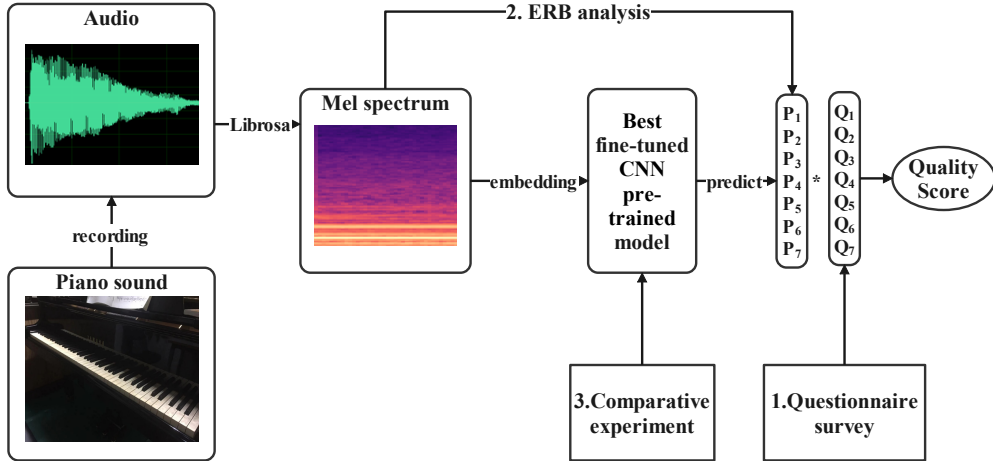 Audio
2. ERB analysis
Librosa
Mel spectrum
embedding
Best
fine-tuned
CNN
pre-
trained
model
predict
P1
P2
P3
P4
P5
P6
P7
*
Q1
Q2
Q3
Q4
Q5
Q6
Q7
Quality
Score
recording
Piano sound
3.Comparative
experiment
1.Questionnaire
survey